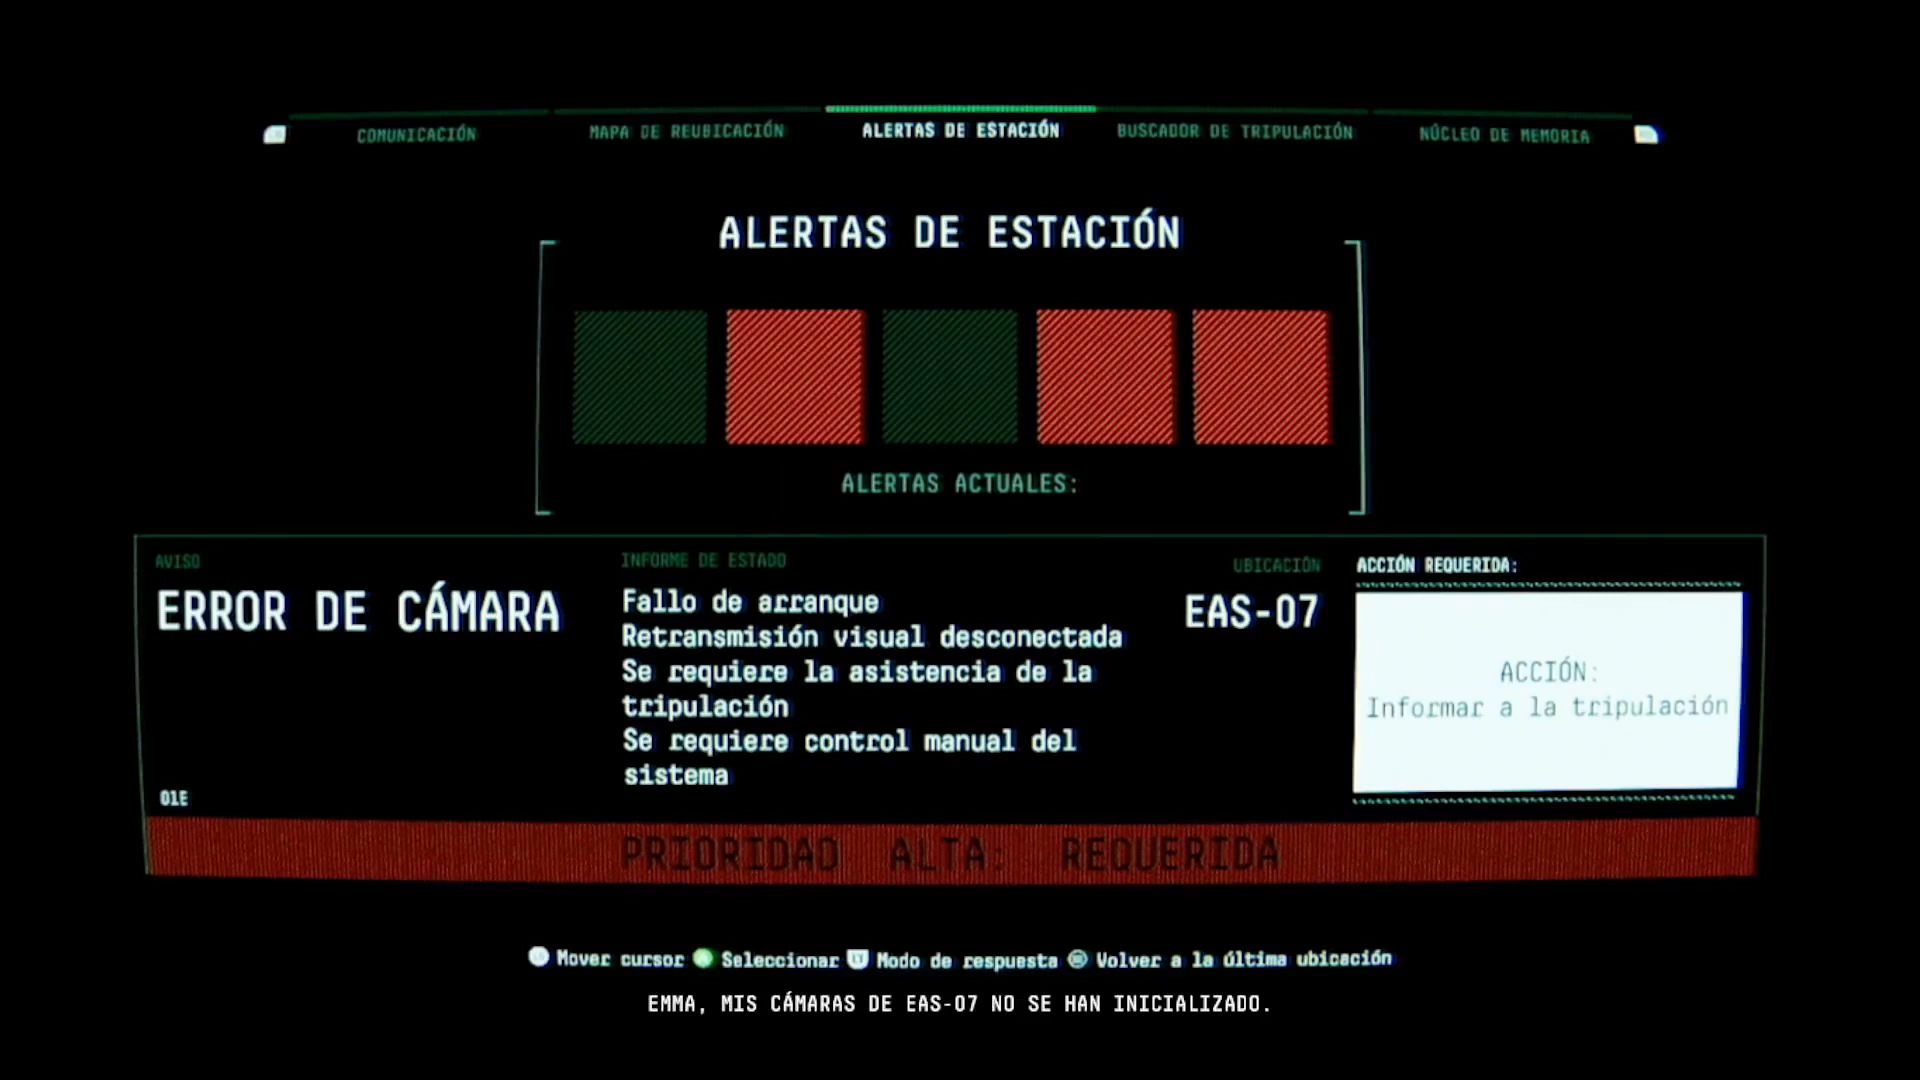 COMUNICACIÓN
MAPA DE REUBICACIÓN
ALERTAS DE ESTACIÓN
BUSCADOR DE TRIPULACIÓN
NÚCLEO DE MEMORIA
ALERTAS DE ESTACIÓN
ALERTAS ACTUALES:
AVISO
ERROR DE CÁMARA
01E
INFORME DE ESTADO
Fallo de arranque
Retransmisión visual desconectada
Se requiere la asistencia de la
tripulación
Se requiere control manual del
sistema
UBICACIÓN
EAS-07
ACCIÓN REQUERIDA:
ACCIÓN:
Informar a la tripulación
PRIORIDAD ALTA: REQUERIDA
Mover cursor Seleccionar LT Modo de respuesta Volver a la última ubicación
EMMA, MIS CÁMARAS DE EAS-07 NO SE HAN INICIALIZADO.